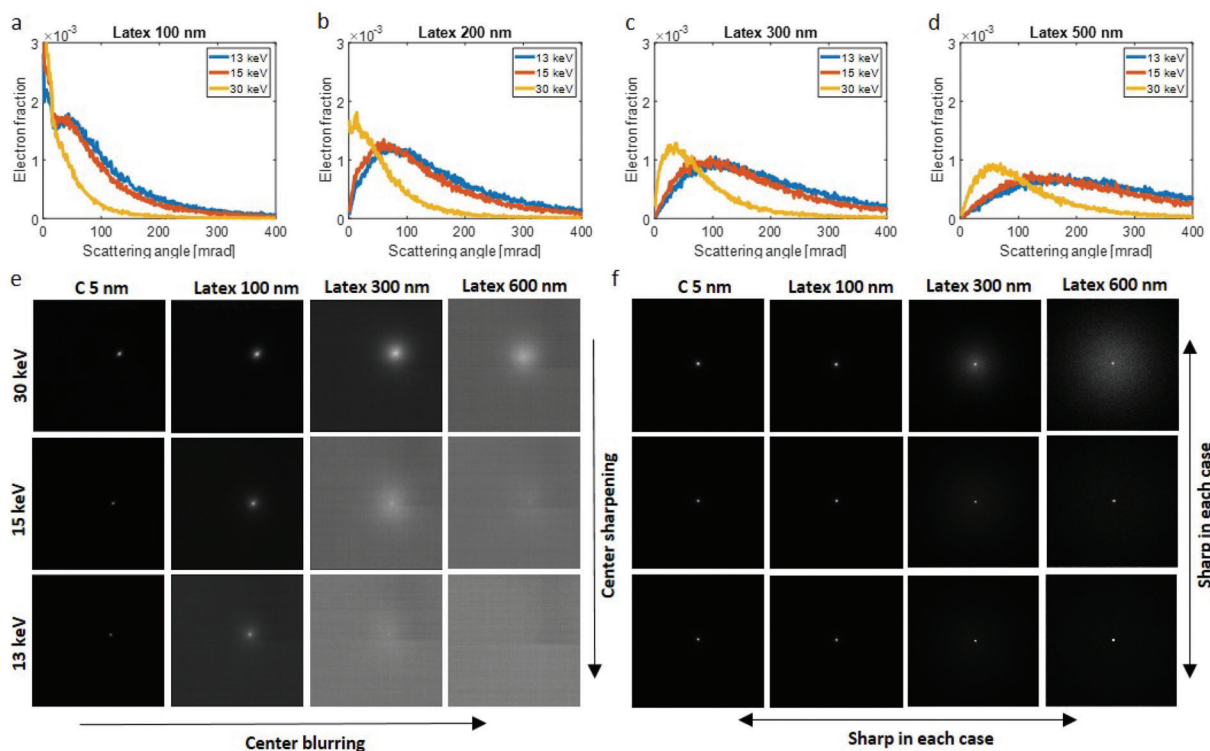 a
Latex 100 nm
×10⁻³
3
2
1
0
0 100 200 300 400
Electron fraction
Scattering angle [mrad]
13 keV
15 keV
30 keV
b
Latex 200 nm
×10⁻³
3
2
1
0
0 100 200 300 400
Electron fraction
Scattering angle [mrad]
13 keV
15 keV
30 keV
c
Latex 300 nm
×10⁻³
3
2
1
0
0 100 200 300 400
Electron fraction
Scattering angle [mrad]
13 keV
15 keV
30 keV
d
Latex 500 nm
×10⁻³
3
2
1
0
0 100 200 300 400
Electron fraction
Scattering angle [mrad]
13 keV
15 keV
30 keV
e
C 5 nm Latex 100 nm Latex 300 nm Latex 600 nm
30 keV
15 keV
13 keV
Center sharpening
Center blurring
f
C 5 nm Latex 100 nm Latex 300 nm Latex 600 nm
Sharp in each case
Sharp in each case